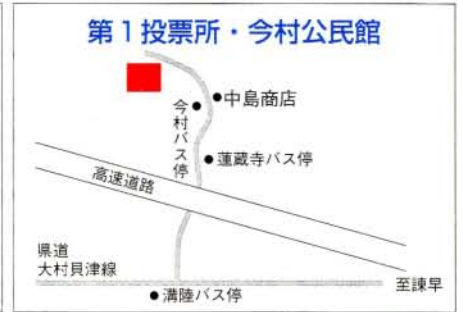 第1投票所・今村公民館
中島商店
今村バス停
蓮蔵寺バス停
高速道路
県道
大村貝津線
至諫早
溝陸バス停